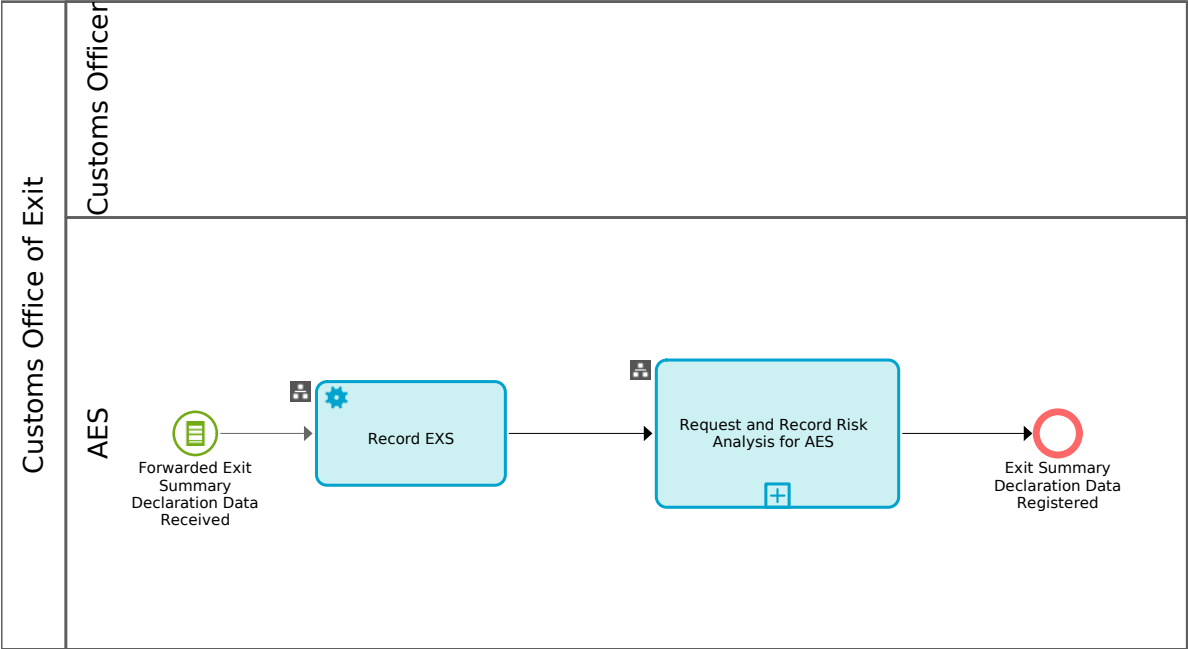 Customs Office of Exit
Customs Officer
AES
Forwarded Exit
Summary
Declaration Data
Received
Record EXS
Request and Record Risk
Analysis for AES
Exit Summary
Declaration Data
Registered